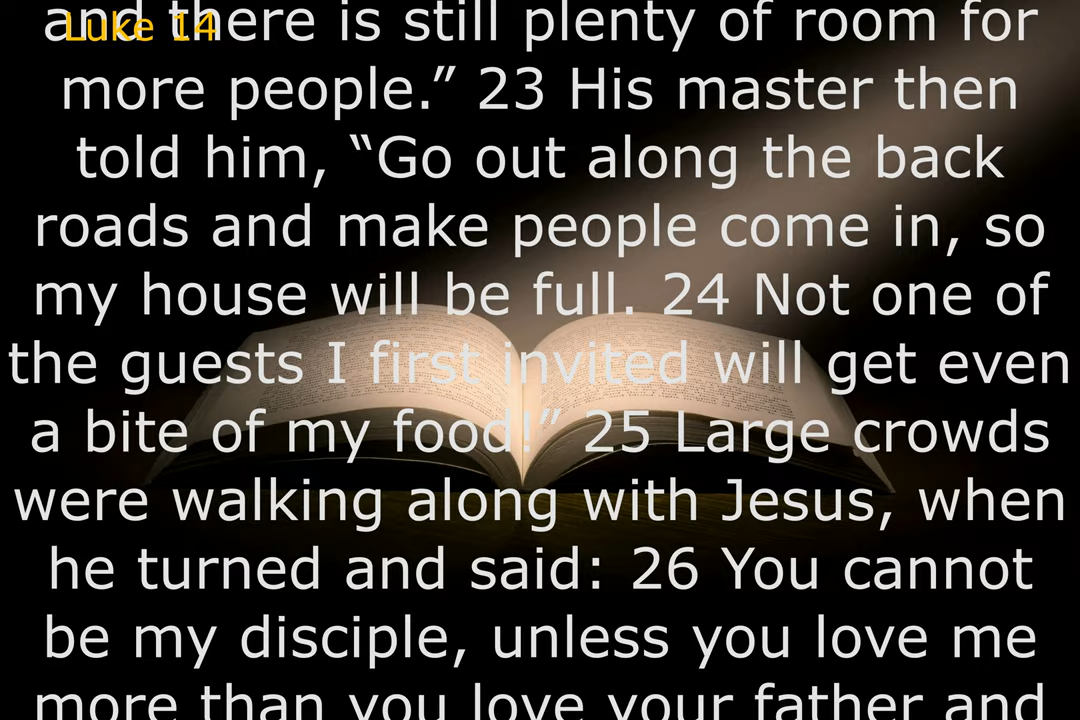 Luke 14
and there is still plenty of room for
more people.” 23 His master then
told him, “Go out along the back
roads and make people come in, so
my house will be full. 24 Not one of
the guests I first invited will get even
a bite of my food!” 25 Large crowds
were walking along with Jesus, when
he turned and said: 26 You cannot
be my disciple, unless you love me
more than you love your father and